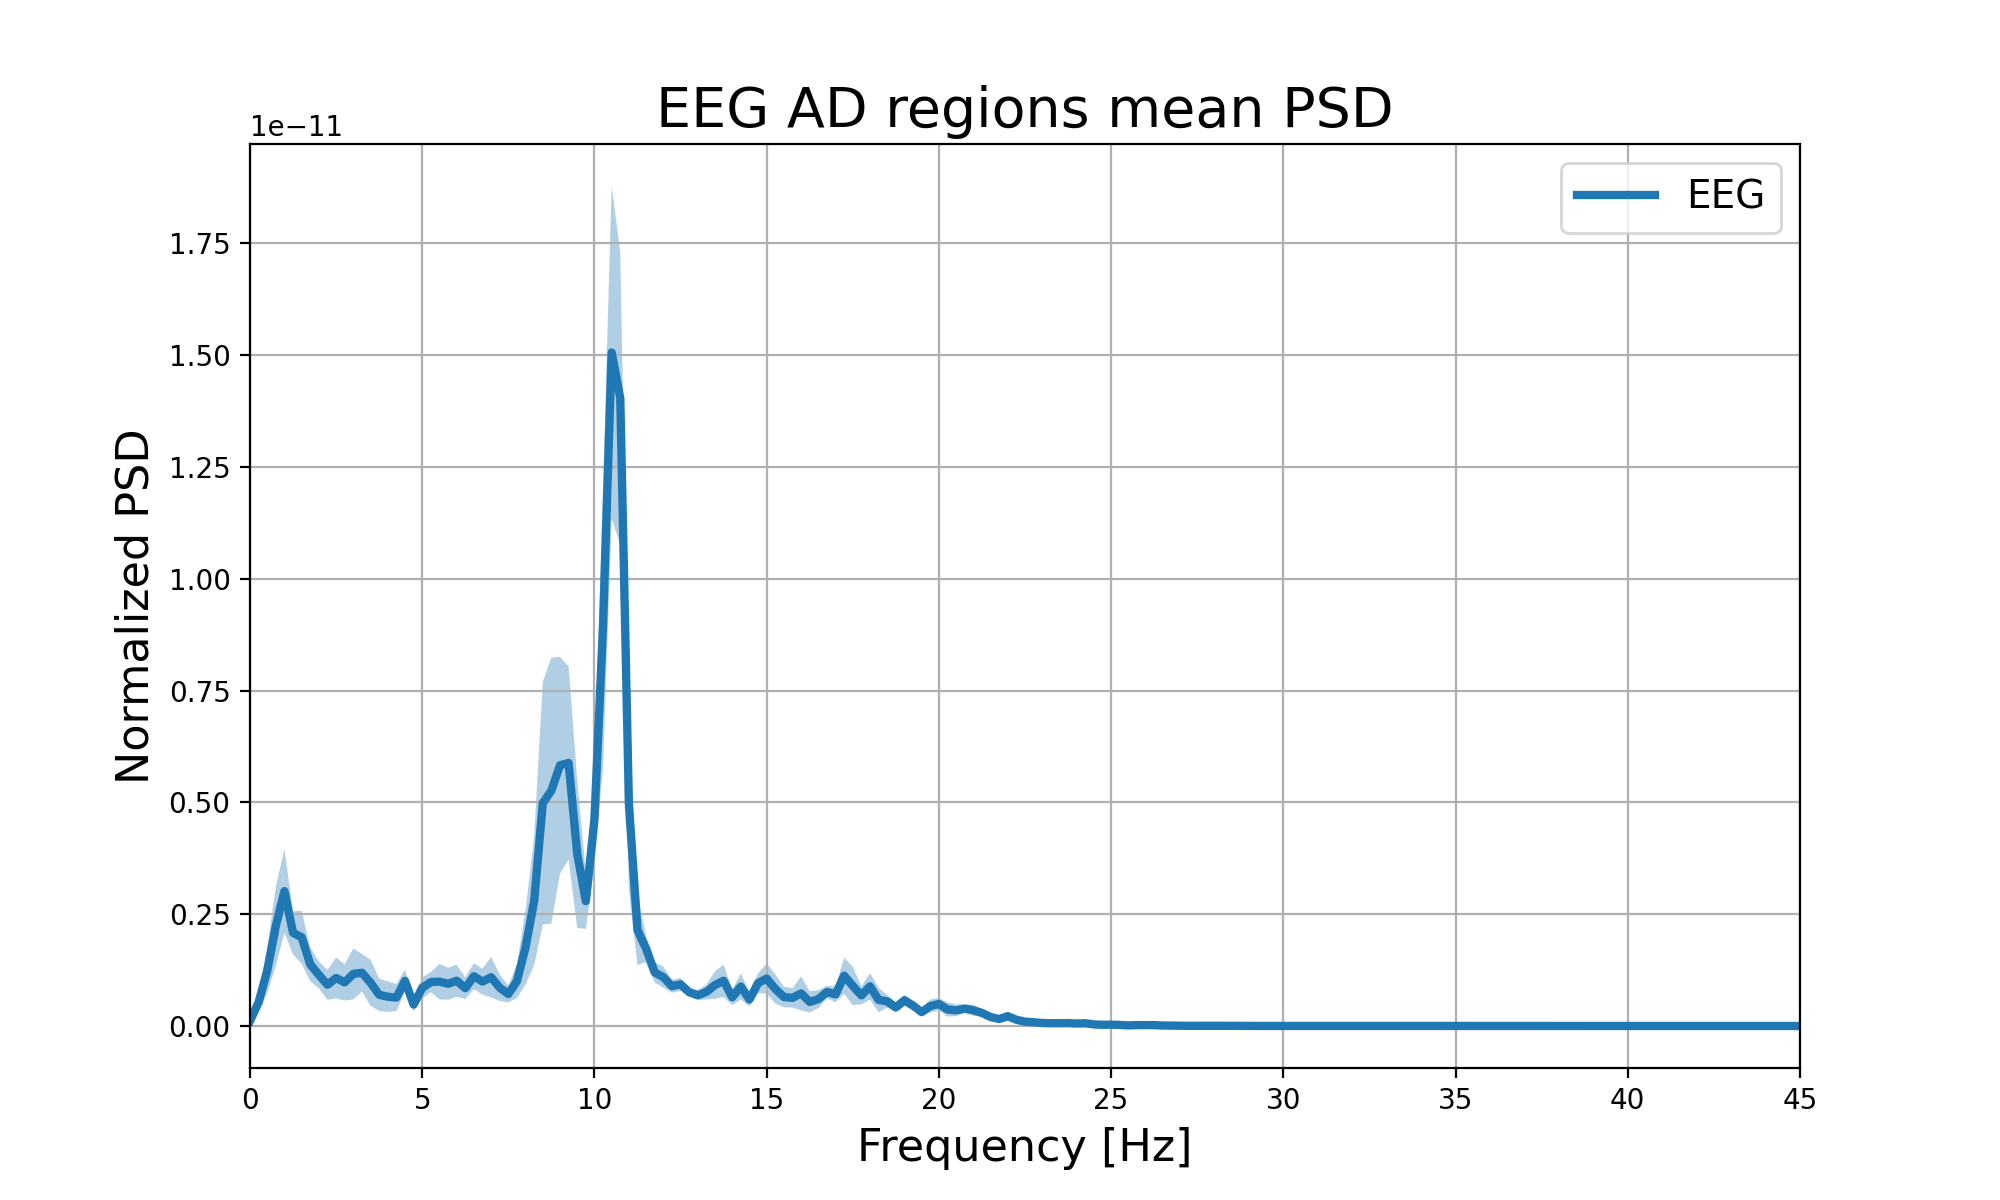 EEG AD regions mean PSD
1e−11
EEG
1.75
1.50
1.25
1.00
0.75
0.50
0.25
0.00
Normalized PSD
0 5 10 15 20 25 30 35 40 45
Frequency [Hz]